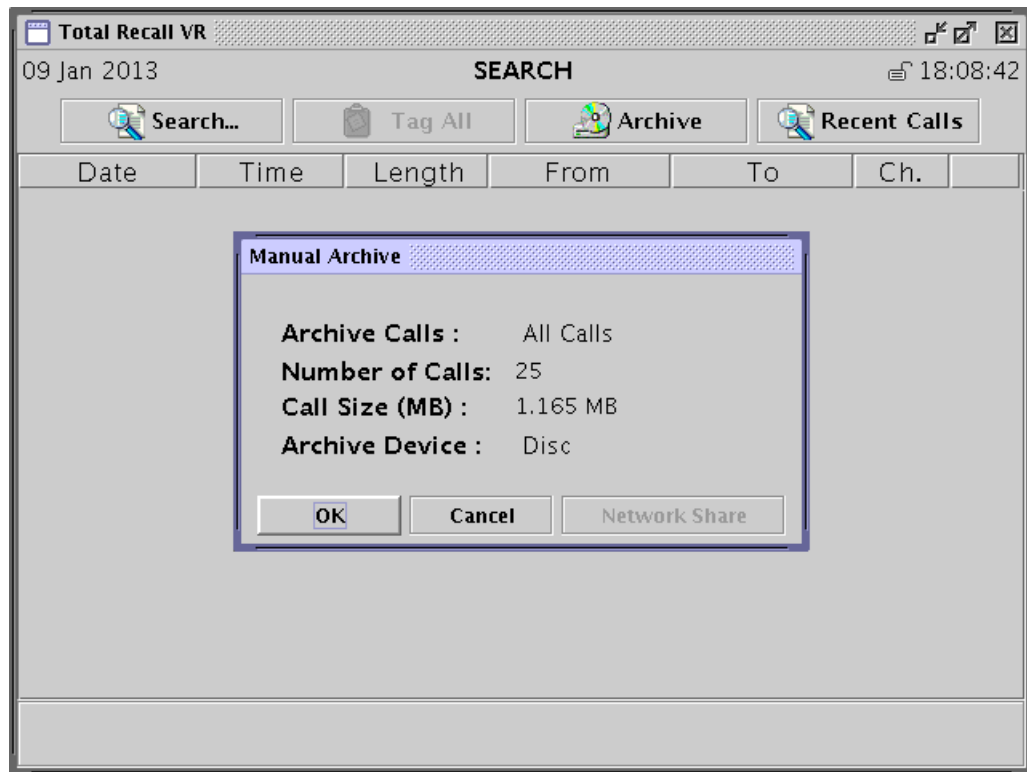 Total Recall VR
09 Jan 2013 SEARCH 18:08:42
Search... Tag All Archive Recent Calls
Date Time Length From To Ch.
Manual Archive
Archive Calls : All Calls
Number of Calls: 25
Call Size (MB) : 1.165 MB
Archive Device : Disc
OK Cancel Network Share